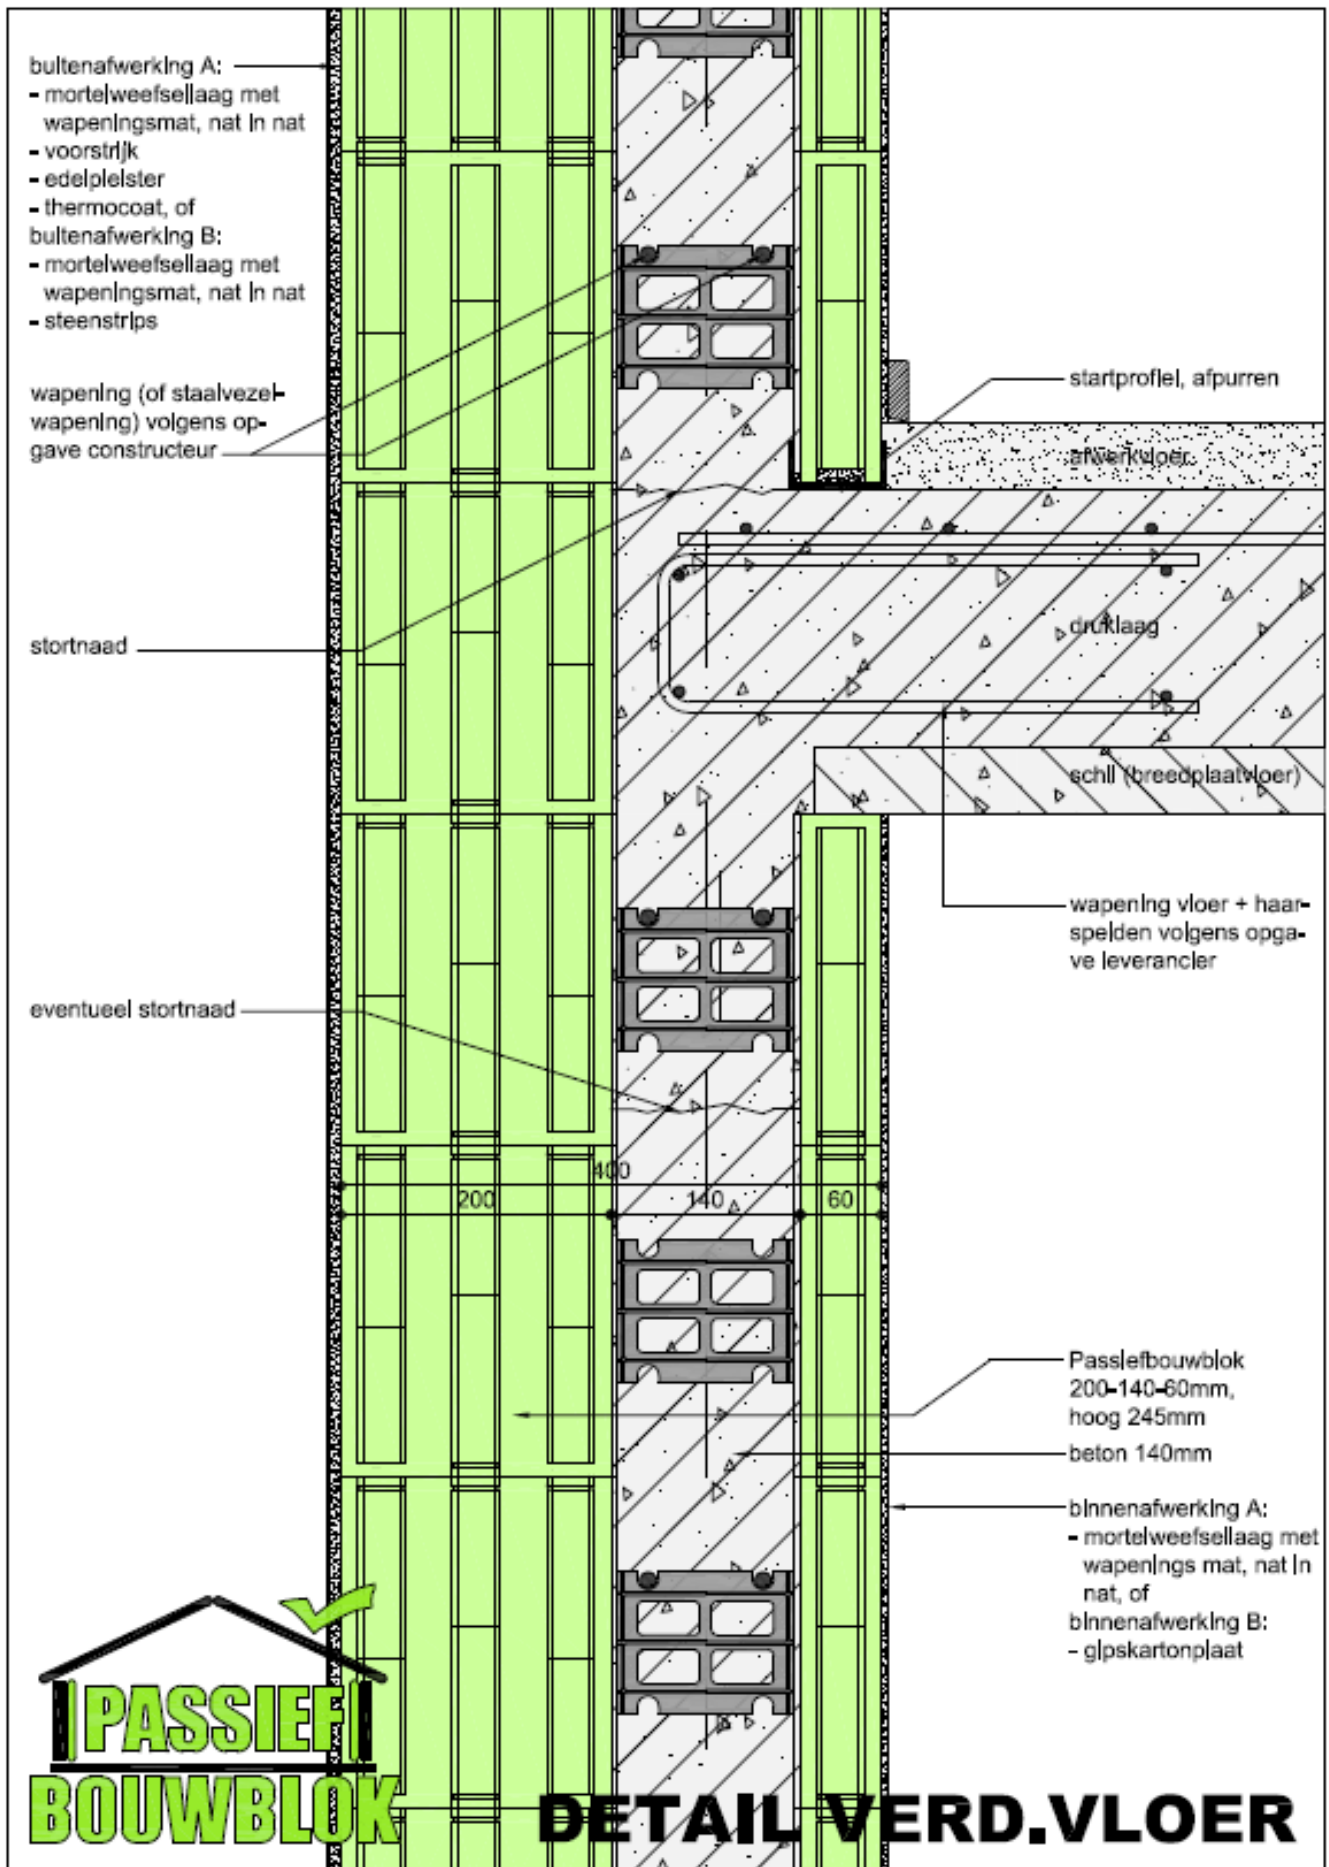 buitenafwerking A:
- mortelweefsellaag met
wapeningsmat, nat in nat
- voorstrijk
- edelpleister
- thermocoat, of
buitenafwerking B:
- mortelweefsellaag met
wapeningsmat, nat in nat
- steenstrips
wapening (of staalvezel-
wapening) volgens op-
gave constructeur
stortnaad
eventueel stortnaad
startprofiel, afpurren
afwerkvloer
druklaag
schil (breedplaatvloer)
wapening vloer + haar-
spelden volgens opga-
ve leverancier
400
200 140 60
Passiefbouwblok
200-140-60mm,
hoog 245mm
beton 140mm
binnenafwerking A:
- mortelweefsellaag met
wapenings mat, nat in
nat, of
binnenafwerking B:
- gipskartonplaat
PASSIEF
BOUWBLOK
DETAIL VERD.VLOER